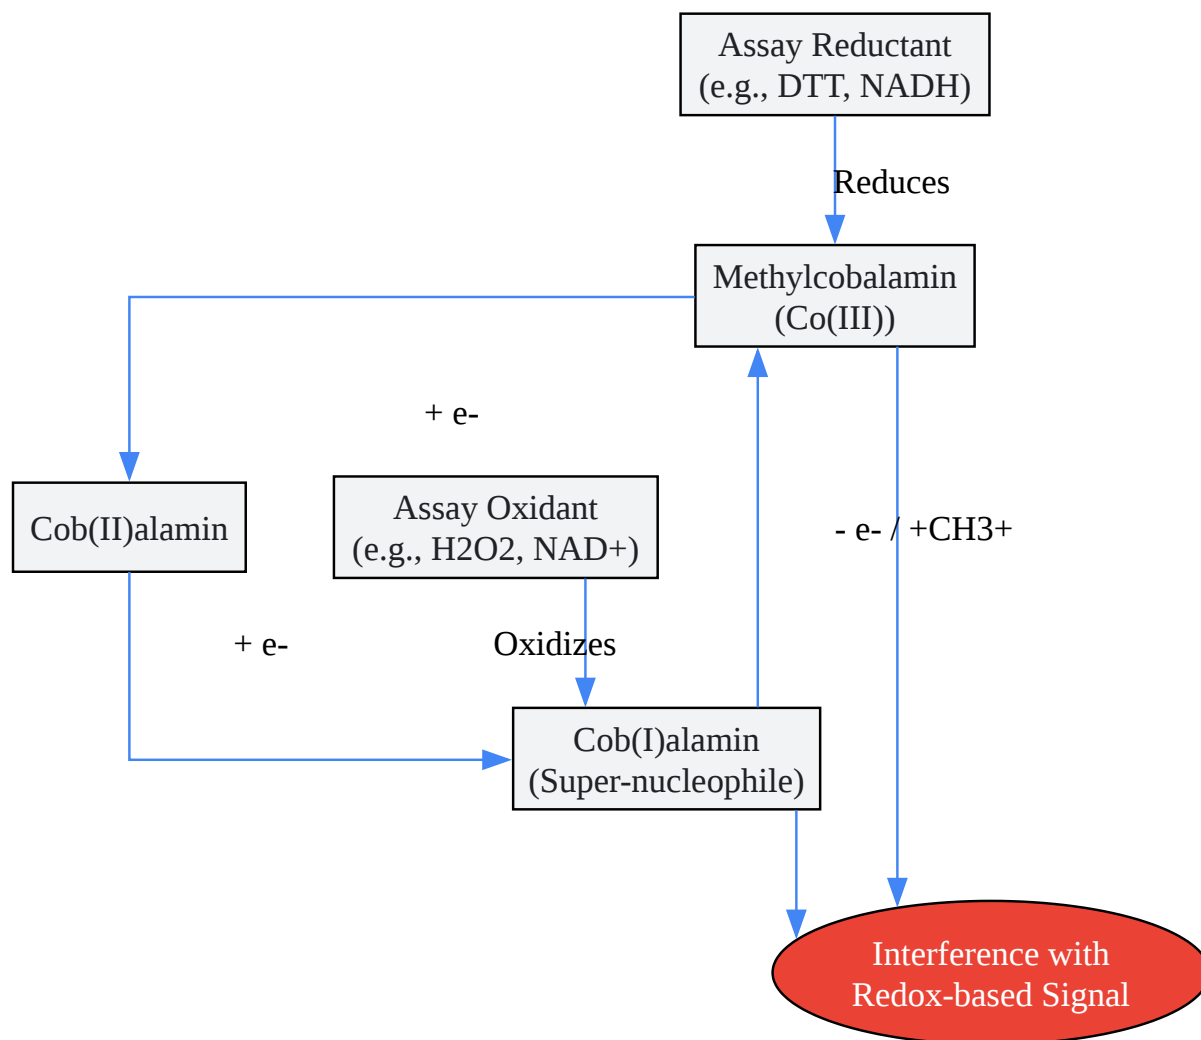 Assay Reductant
(e.g., DTT, NADH)
Reduces
Methylcobalamin
(Co(III))
+ e-
Cob(II)alamin
Assay Oxidant
(e.g., H2O2, NAD+)
- e- / +CH3+
+ e-
Oxidizes
Cob(I)alamin
(Super-nucleophile)
Interference with
Redox-based Signal